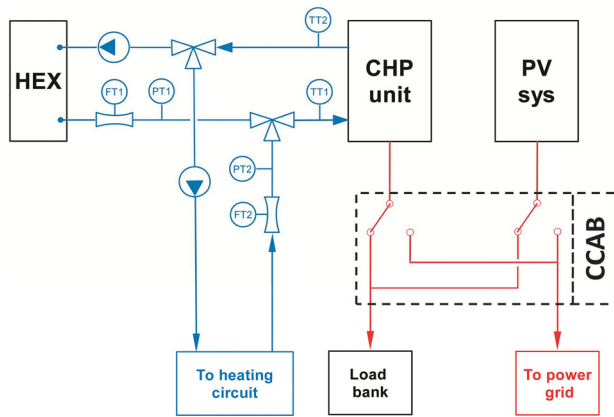 TT2
HEX
CHP
unit
PV
sys
FT1
PT1
TT1
PT2
FT2
CCAB
To heating
circuit
Load
bank
To power
grid